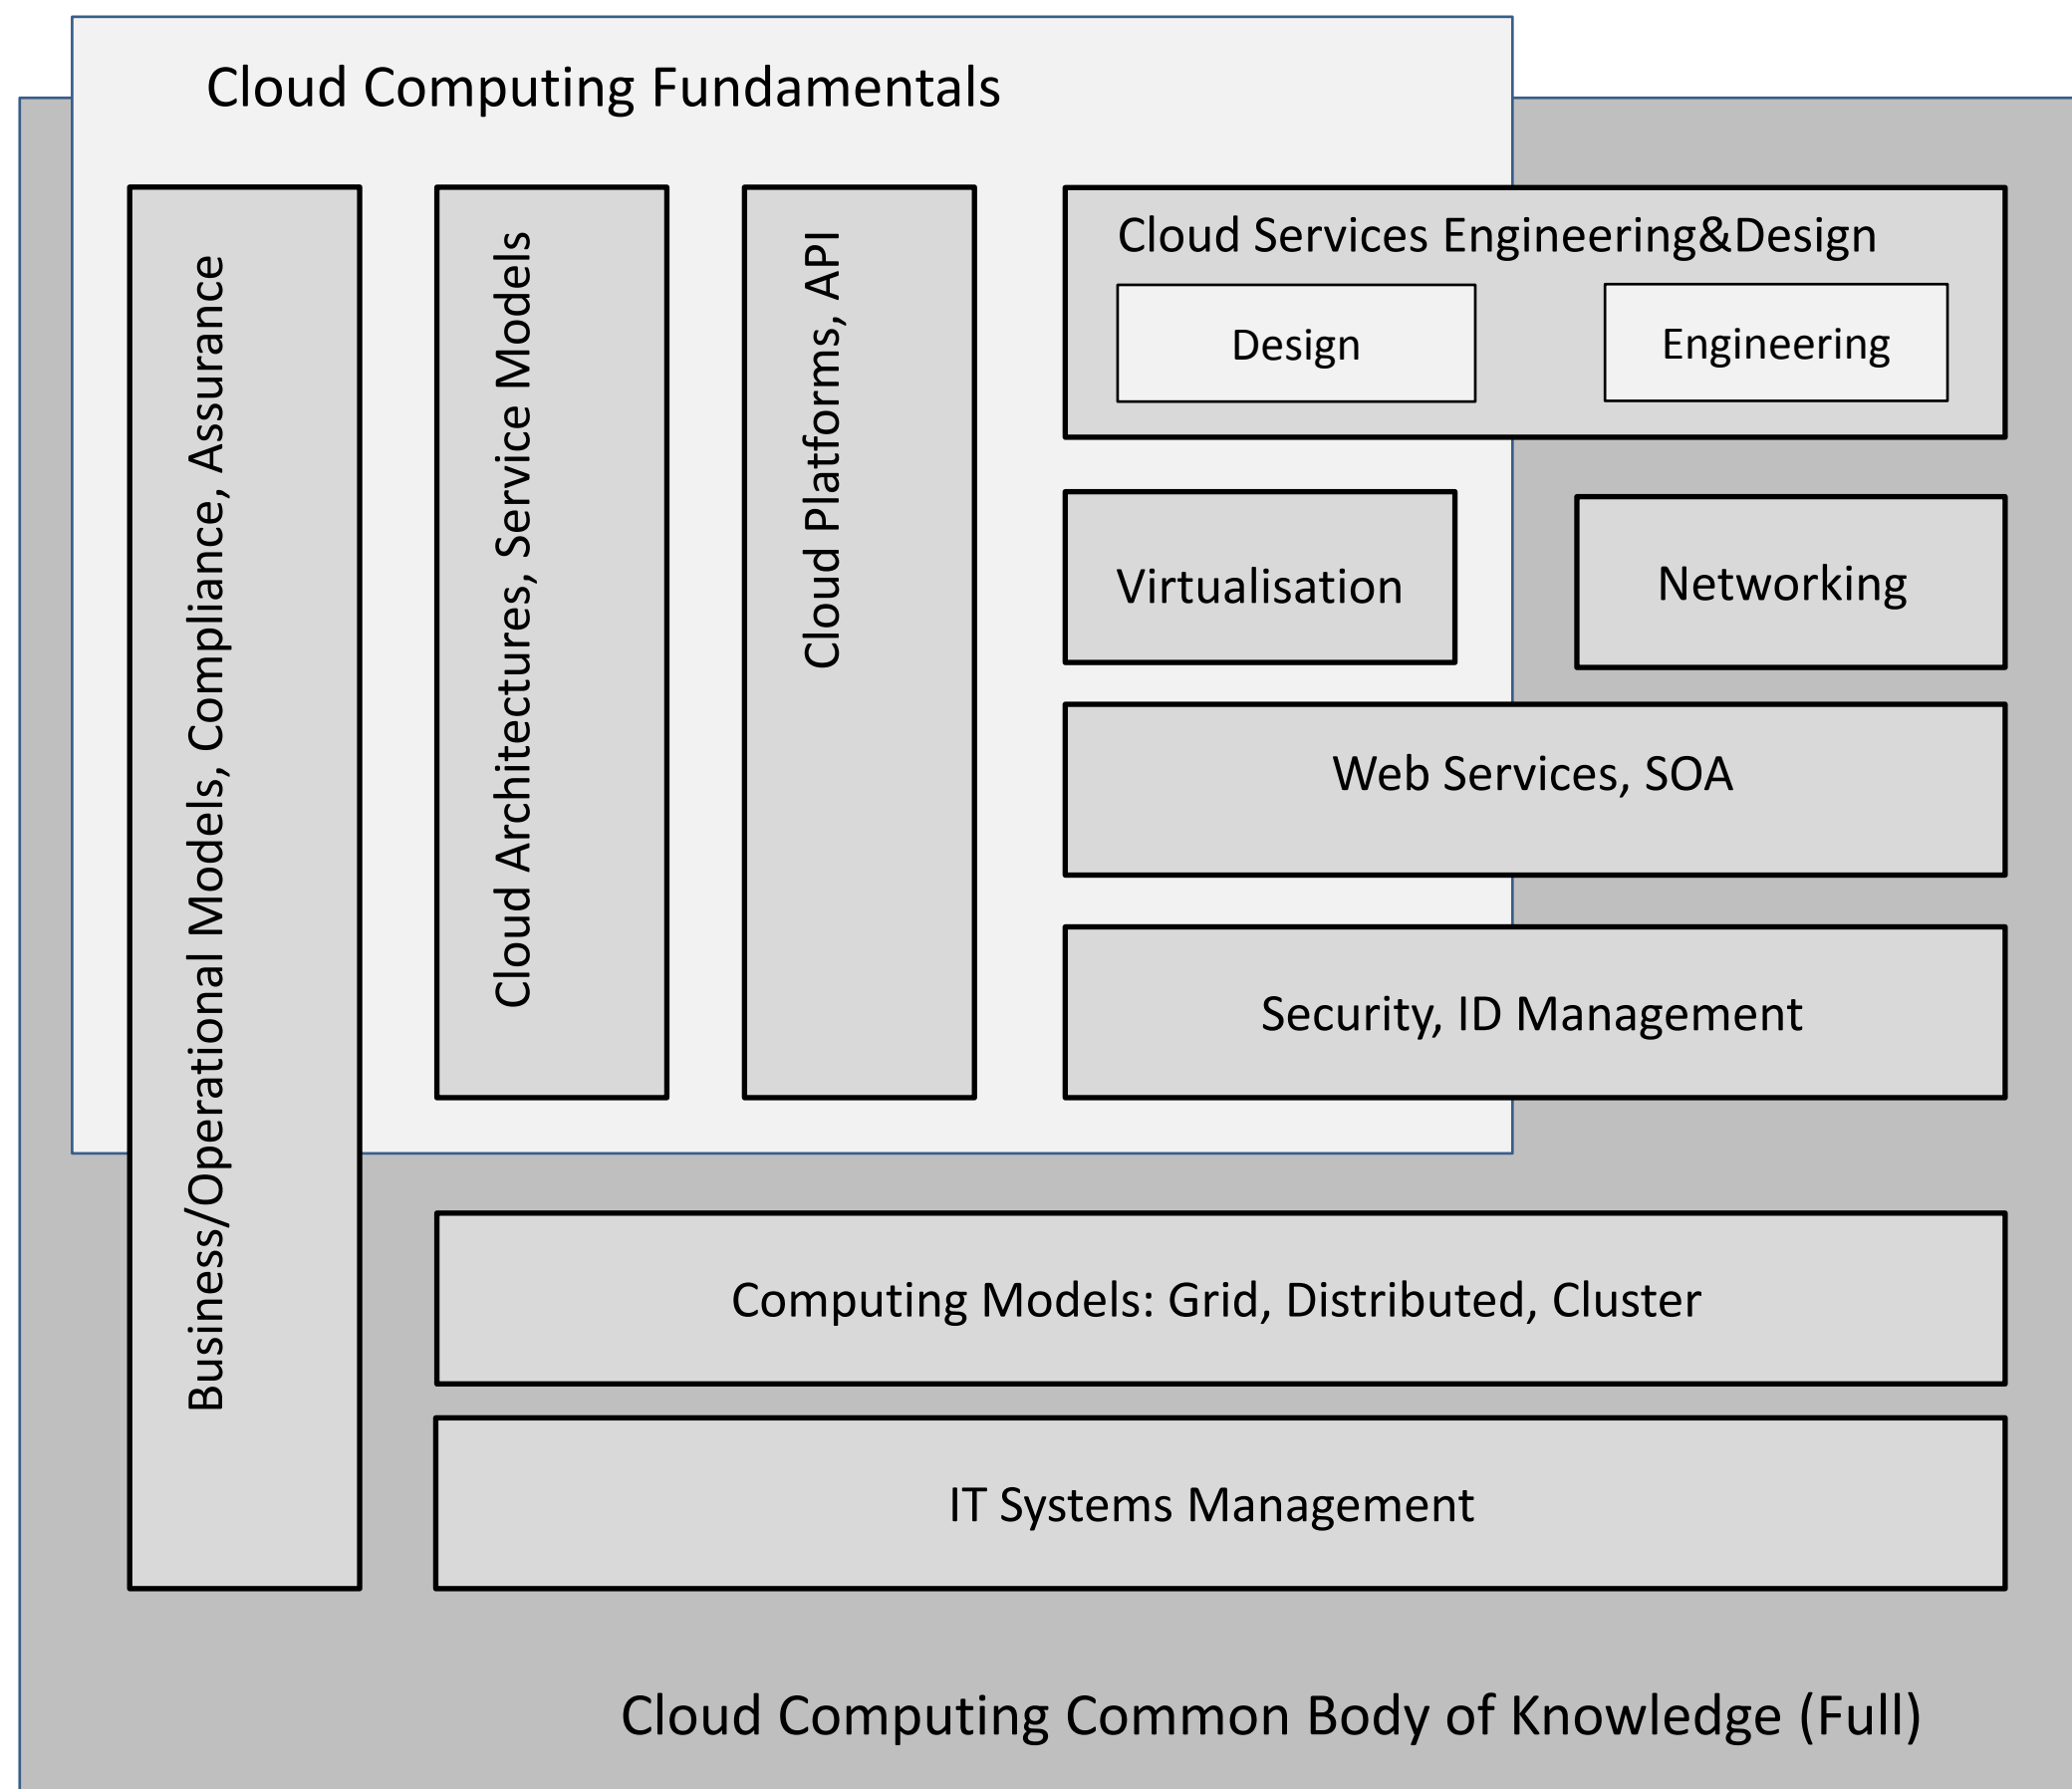 Cloud Computing Fundamentals
Business/Operational Models, Compliance, Assurance
Cloud Architectures, Service Models
Cloud Platforms, API
Cloud Services Engineering&Design
Design
Engineering
Virtualisation
Networking
Web Services, SOA
Security, ID Management
Computing Models: Grid, Distributed, Cluster
IT Systems Management
Cloud Computing Common Body of Knowledge (Full)